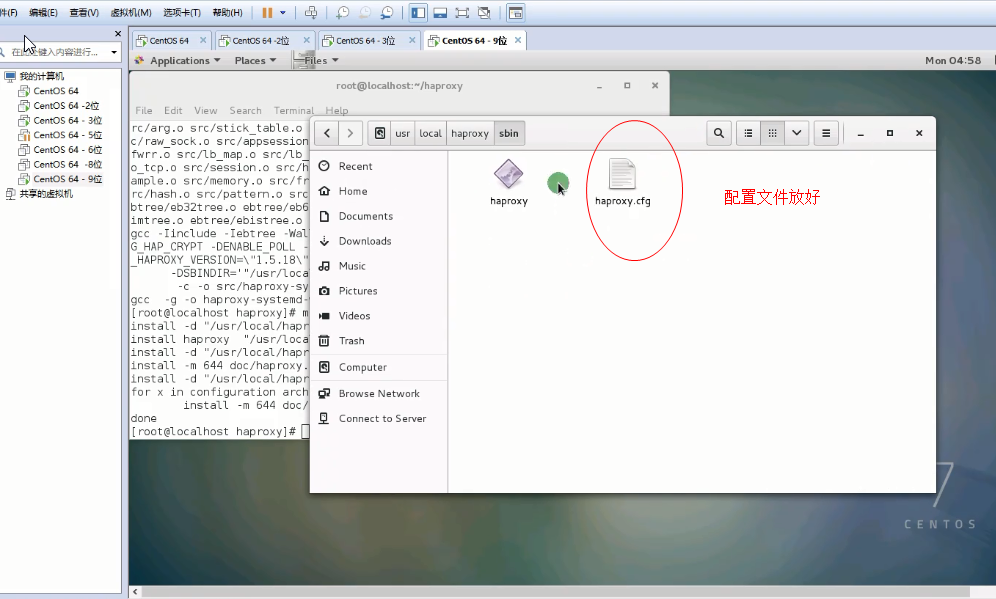 件(F) 编辑(E) 查看(V) 虚拟机(M) 选项卡(T) 帮助(H)
在此处键入内容进行...
我的计算机
CentOS 64
CentOS 64 -2位
CentOS 64 - 3位
CentOS 64 - 5位
CentOS 64 - 6位
CentOS 64 -8位
CentOS 64 - 9位
共享的虚拟机
CentOS 64 CentOS 64 -2位 CentOS 64 - 3位 CentOS 64 - 9位
Applications Places Files Mon 04:58
root@localhost:~/haproxy
File Edit View Search Terminal Help
rc/arg.o src/stick_table.o
c/raw_sock.o src/appsession
fwrr.o src/lb_map.o src/lb_
o_tcp.o src/session.o src/h
ample.o src/memory.o src/fr
rc/hash.o src/pattern.o src
btree/eb32tree.o ebtree/eb6
imtree.o ebtree/ebistree.o
gcc -Iinclude -Iebtree -Wal
G_HAP_CRYPT -DENABLE_POLL -
_HAPROXY_VERSION=\"1.5.18\"
-DSBINDIR='"/usr/loca
-c -o src/haproxy-sy
gcc -g -o haproxy-systemd-
[root@localhost haproxy]# m
install -d "/usr/local/hapr
install haproxy "/usr/loca
install -d "/usr/local/hapr
install -m 644 doc/haproxy.
install -d "/usr/local/hapr
for x in configuration arch
install -m 644 doc/
done
[root@localhost haproxy]#
usr local haproxy sbin
Recent
Home
Documents
Downloads
Music
Pictures
Videos
Trash
Computer
Browse Network
Connect to Server
haproxy haproxy.cfg
配置文件放好
7
CENTOS